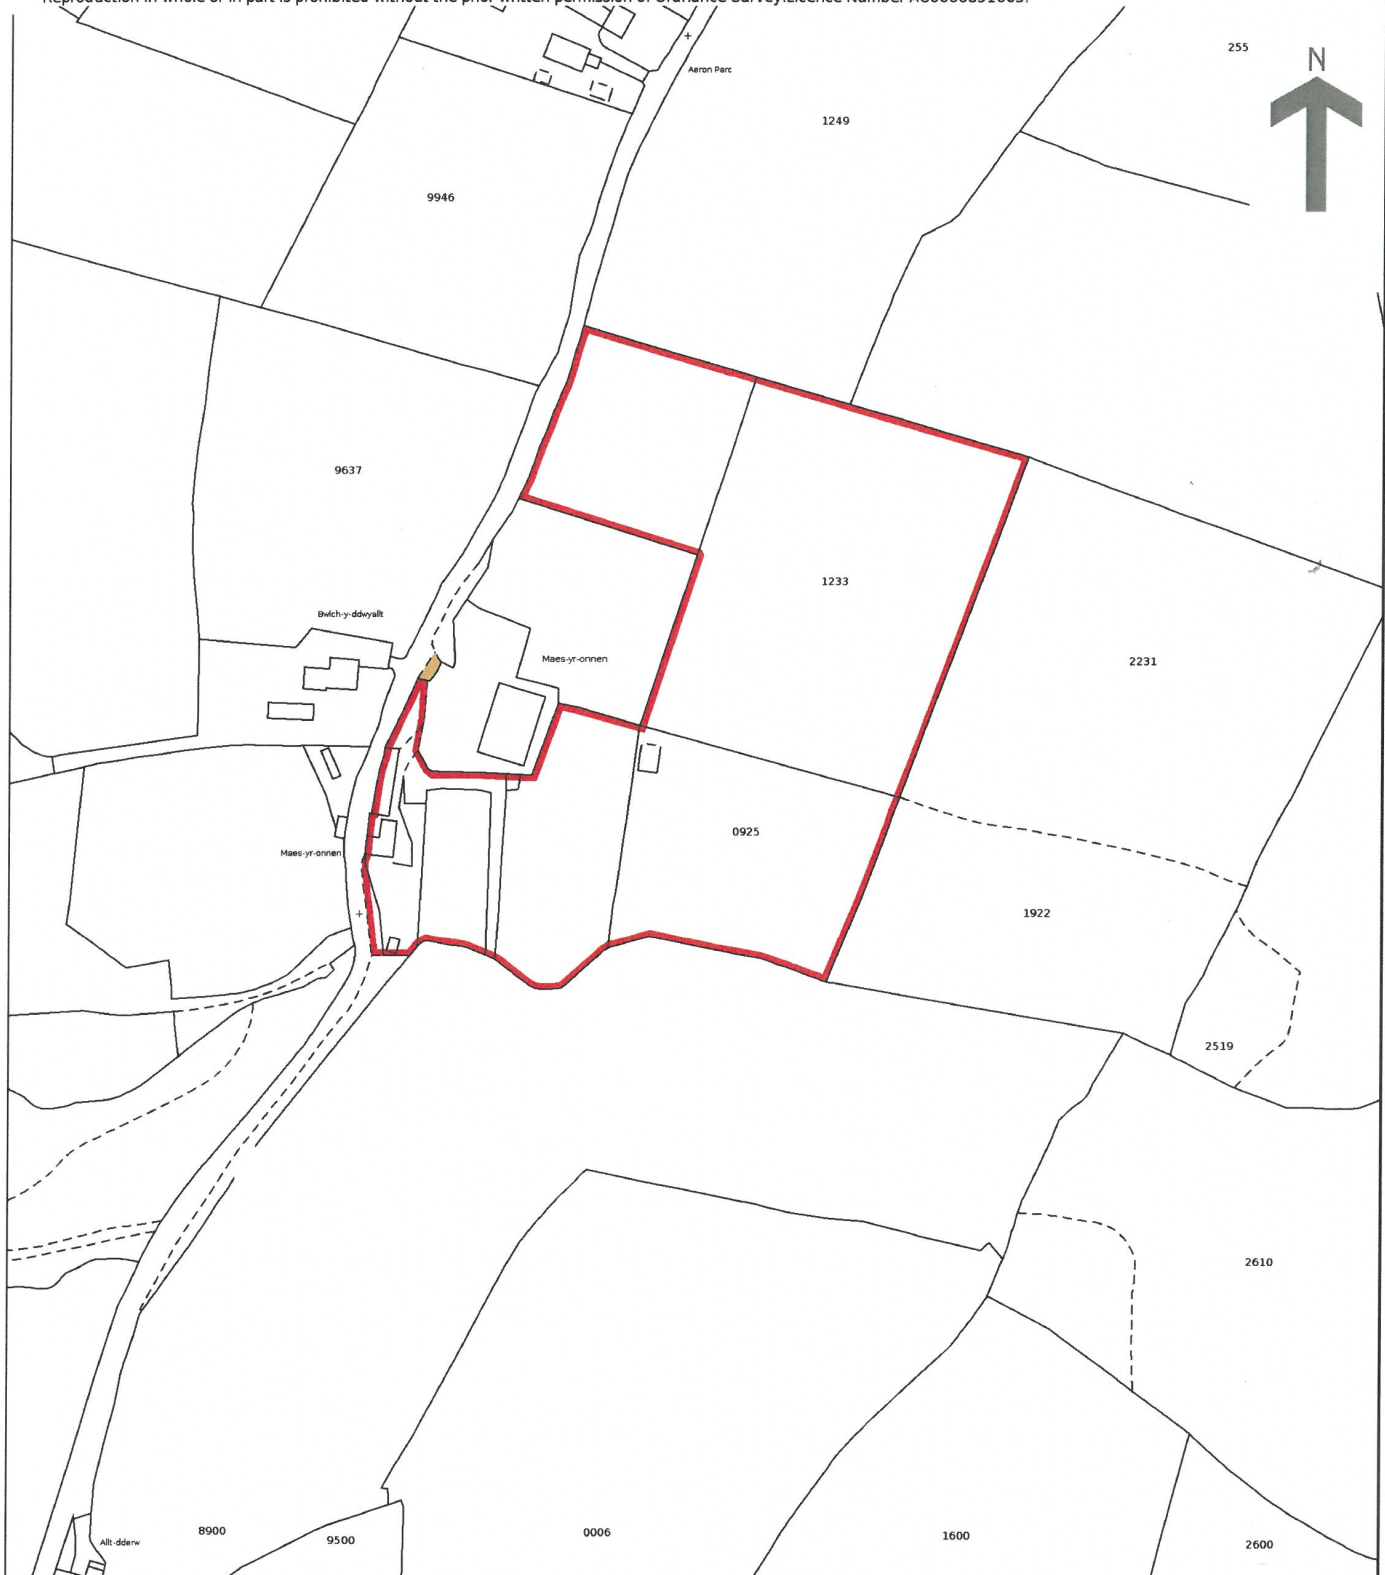 Reproduction in whole or in part is prohibited without the prior written permission of Ordnance Survey.
255
N
Aeron Parc
1249
9946
9637
1233
Bwlch-y-ddwyallt
Maes-yr-onnen
2231
0925
Maes-yr-onnen
1922
2519
2610
8900
9500
0006
1600
2600
Allt-dderw